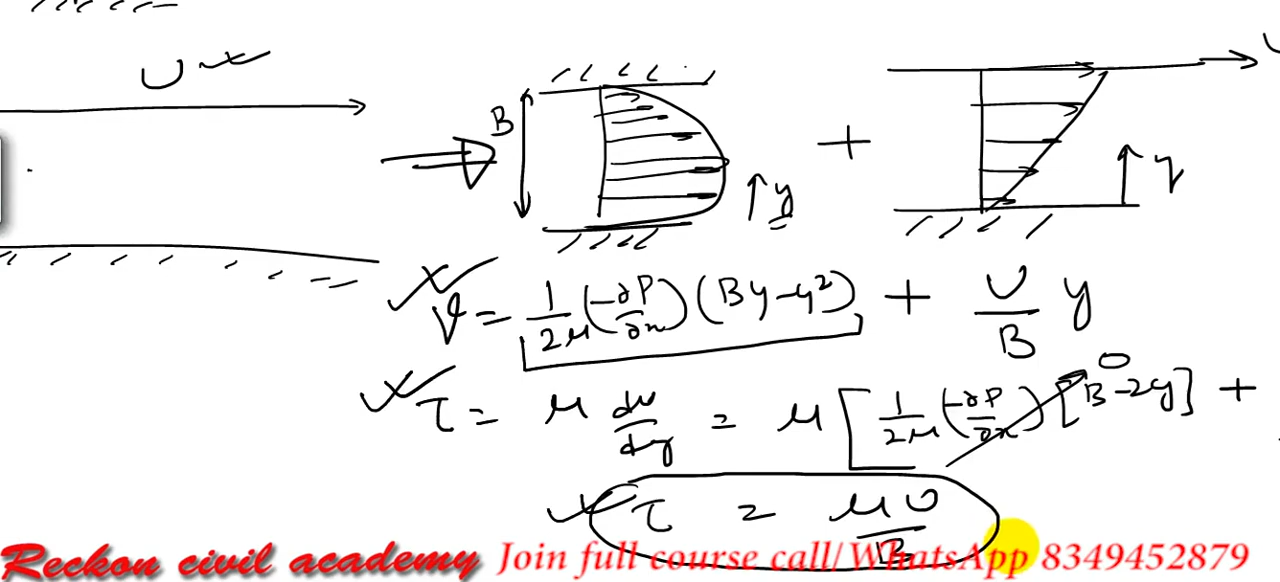 U
B
y
+
y
V = 1/2μ (-∂P/∂x) (By-y²) + U/B y
τ = μ du/dy = μ [ 1/2μ (-∂P/∂x) [B-2y] +
0
τ = μU/B
Reckon civil academy Join full course call/WhatsApp 8349452879